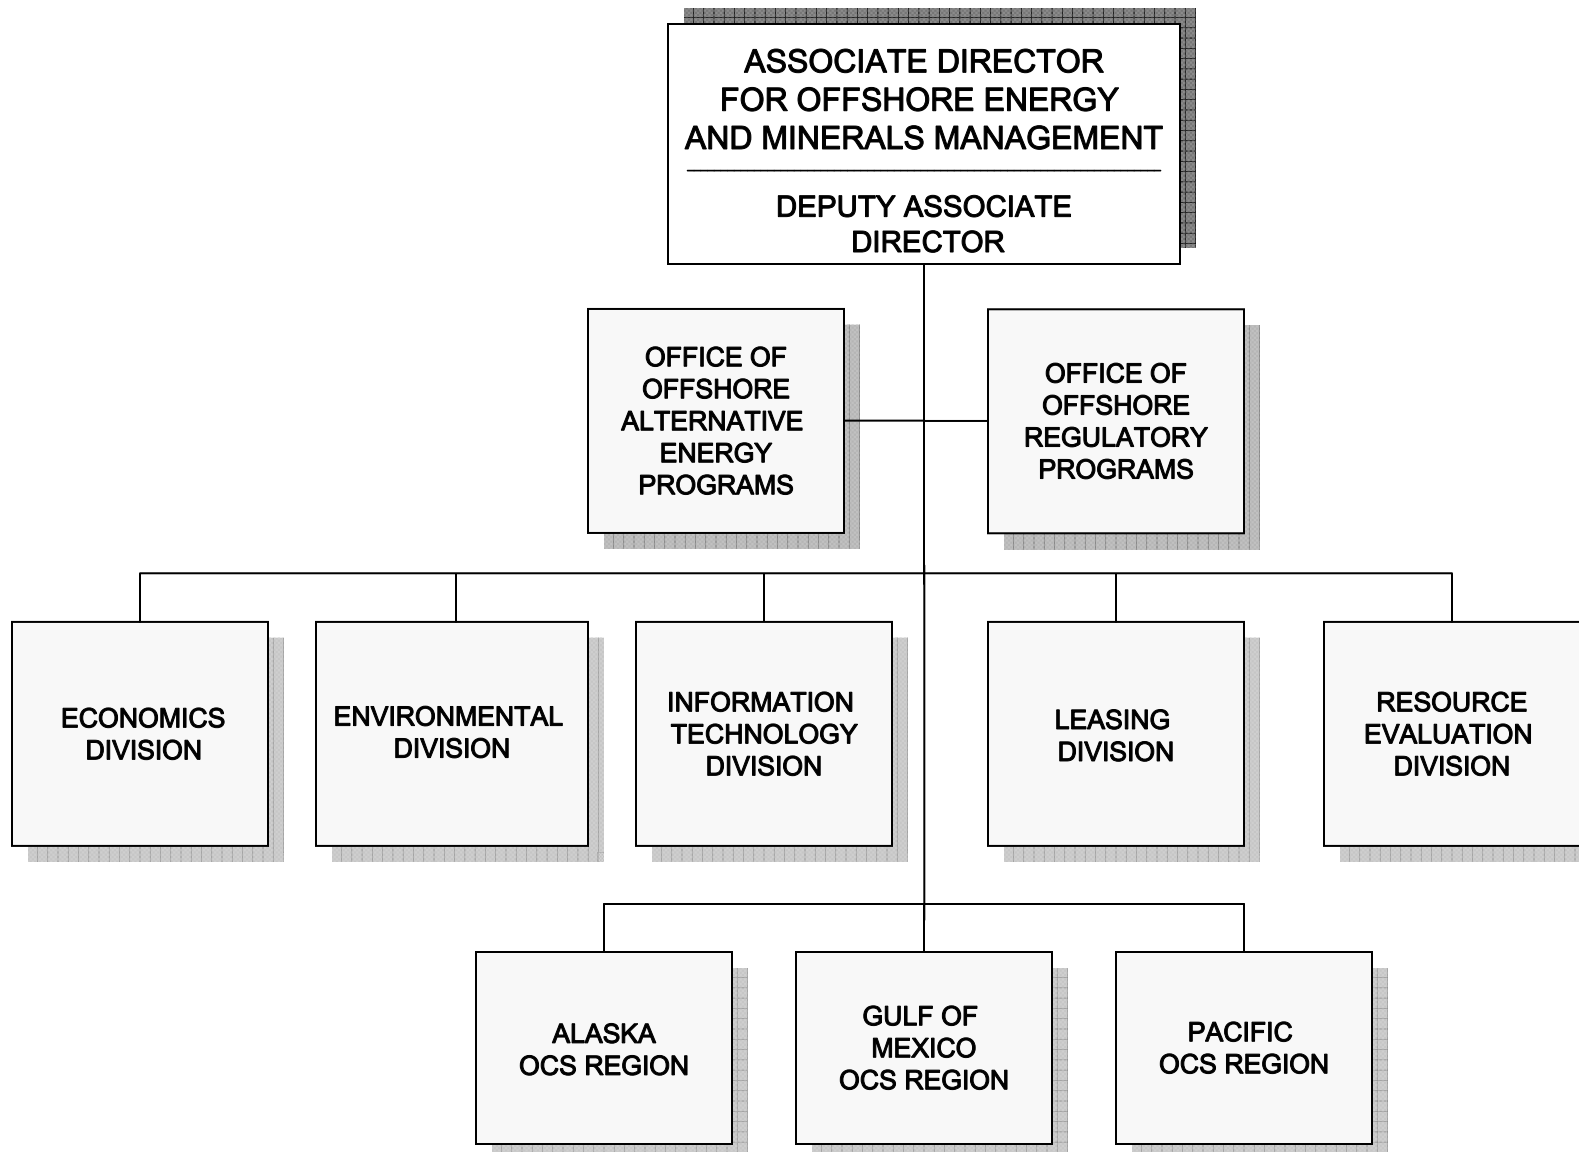 ASSOCIATE DIRECTOR
FOR OFFSHORE ENERGY
AND MINERALS MANAGEMENT
DEPUTY ASSOCIATE
DIRECTOR
OFFICE OF
OFFSHORE
ALTERNATIVE
ENERGY
PROGRAMS
OFFICE OF
OFFSHORE
REGULATORY
PROGRAMS
ECONOMICS
DIVISION
ENVIRONMENTAL
DIVISION
INFORMATION
TECHNOLOGY
DIVISION
LEASING
DIVISION
RESOURCE
EVALUATION
DIVISION
ALASKA
OCS REGION
GULF OF
MEXICO
OCS REGION
PACIFIC
OCS REGION